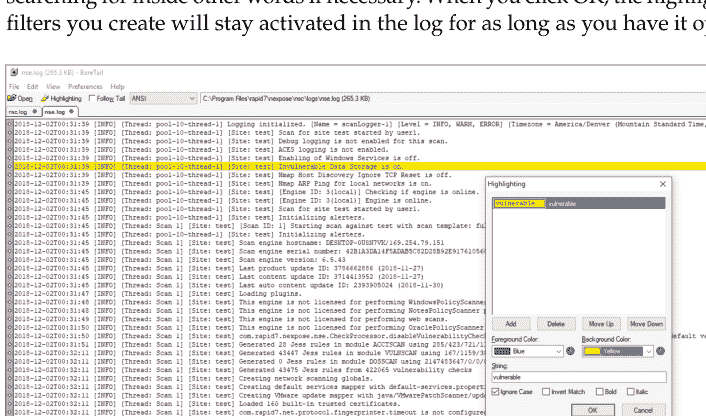 searching for inside other words if necessary. When you click OK, the highlig
filters you create will stay activated in the log for as long as you have it op
nse.log (265.3 KB) - BareTail
File Edit View Preferences Help
Open Highlighting Follow Tail ANSI C:\Program Files\rapid7\nexpose\nsc\logs\nse.log (265.3 KB)
nsc.log nse.log
2018-12-02T00:31:39 [INFO] [Thread: pool-10-thread-1] Logging initialized. [Name = scanLogger-1] [Level = INFO, WARN, ERROR] [Timezone = America/Denver (Mountain Standard Time,
2018-12-02T00:31:39 [INFO] [Thread: pool-10-thread-1] [Site: test] Scan for site test started by user1.
2018-12-02T00:31:39 [INFO] [Thread: pool-10-thread-1] [Site: test] Debug logging is not enabled for this scan.
2018-12-02T00:31:39 [INFO] [Thread: pool-10-thread-1] [Site: test] ACES logging is not enabled.
2018-12-02T00:31:39 [INFO] [Thread: pool-10-thread-1] [Site: test] Enabling of Windows Services is off.
2018-12-02T00:31:39 [INFO] [Thread: pool-10-thread-1] [Site: test] Invulnerable Data Storage is on.
2018-12-02T00:31:39 [INFO] [Thread: pool-10-thread-1] [Site: test] Nmap Host Discovery Ignore TCP Reset is off.
2018-12-02T00:31:39 [INFO] [Thread: pool-10-thread-1] [Site: test] Nmap ARP Ping for local networks is on.
2018-12-02T00:31:45 [INFO] [Thread: pool-10-thread-1] [Engine ID: 3(local)] Checking if engine is online.
2018-12-02T00:31:45 [INFO] [Thread: pool-10-thread-1] [Engine ID: 3(local)] Engine is online.
2018-12-02T00:31:45 [INFO] [Thread: pool-10-thread-1] [Site: test] Scan for site test started by user1.
2018-12-02T00:31:45 [INFO] [Thread: pool-10-thread-1] [Site: test] Initializing alerters.
2018-12-02T00:31:45 [INFO] [Thread: Scan 1] [Site: test] [Scan ID: 1] Starting scan against test with scan template: ful
2018-12-02T00:31:45 [INFO] [Thread: pool-10-thread-1] [Site: test] Initializing alerters.
2018-12-02T00:31:45 [INFO] [Thread: Scan 1] [Site: test] Scan engine hostname: DESKTOP-0U8N7VK/169.254.79.151
2018-12-02T00:31:45 [INFO] [Thread: Scan 1] [Site: test] Scan engine serial number:
2018-12-02T00:31:45 [INFO] [Thread: Scan 1] [Site: test] Scan engine version: 6.5.43
2018-12-02T00:31:45 [INFO] [Thread: Scan 1] [Site: test] Last product update ID: 3786662886 (2018-11-27)
2018-12-02T00:31:45 [INFO] [Thread: Scan 1] [Site: test] Last content update ID: 3714413952 (2018-11-27)
2018-12-02T00:31:45 [INFO] [Thread: Scan 1] [Site: test] Last auto content update ID: 2393905024 (2018-11-30)
2018-12-02T00:31:47 [INFO] [Thread: Scan 1] [Site: test] Loading plugins.
2018-12-02T00:31:48 [INFO] [Thread: Scan 1] [Site: test] This engine is not licensed for performing WindowsPolicyScanne
2018-12-02T00:31:48 [INFO] [Thread: Scan 1] [Site: test] This engine is not licensed for performing NotesPolicyScanner p
2018-12-02T00:31:49 [INFO] [Thread: Scan 1] [Site: test] This engine is not licensed for performing web scans.
2018-12-02T00:31:50 [INFO] [Thread: Scan 1] [Site: test] This engine is not licensed for performing OraclePolicyScanner
2018-12-02T00:31:50 [INFO] [Thread: Scan 1] [Site: test] com.rapid7.nexpose.nse.CheckProcessor.disableVulnerabilityChecd efault ve
2018-12-02T00:31:51 [INFO] [Thread: Scan 1] [Site: test] Generated 28 Jess rules in module ACCTSCAN using 205/423/721/1
2018-12-02T00:32:11 [INFO] [Thread: Scan 1] [Site: test] Generated 43447 Jess rules in module VULNSCAN using 167/1159/3
2018-12-02T00:32:11 [INFO] [Thread: Scan 1] [Site: test] Generated 0 Jess rules in module DOSSCAN using 2147483647/0/0/
2018-12-02T00:32:11 [INFO] [Thread: Scan 1] [Site: test] Generated 43475 Jess rules from 422065 vulnerability checks
2018-12-02T00:32:11 [INFO] [Thread: Scan 1] [Site: test] Creating network scanning globals.
2018-12-02T00:32:11 [INFO] [Thread: Scan 1] [Site: test] Creating default services mapper with default-services.properti
2018-12-02T00:32:11 [INFO] [Thread: Scan 1] [Site: test] Creating VMware update mapper with java/VMwarePatchScanner/upda
2018-12-02T00:32:11 [INFO] [Thread: Scan 1] [Site: test] Loaded 160 built-in trusted certificates.
2018-12-02T00:32:11 [INFO] [Thread: Scan 1] [Site: test] com.rapid7.net.protocol.fingerprinter.timeout is not configure
Highlighting
vulnerable vulnerable
Add Delete Move Up Move Down
Foreground Color: Background Color:
Blue Yellow
String:
vulnerable
Ignore Case Invert Match Bold Italic
OK Cancel